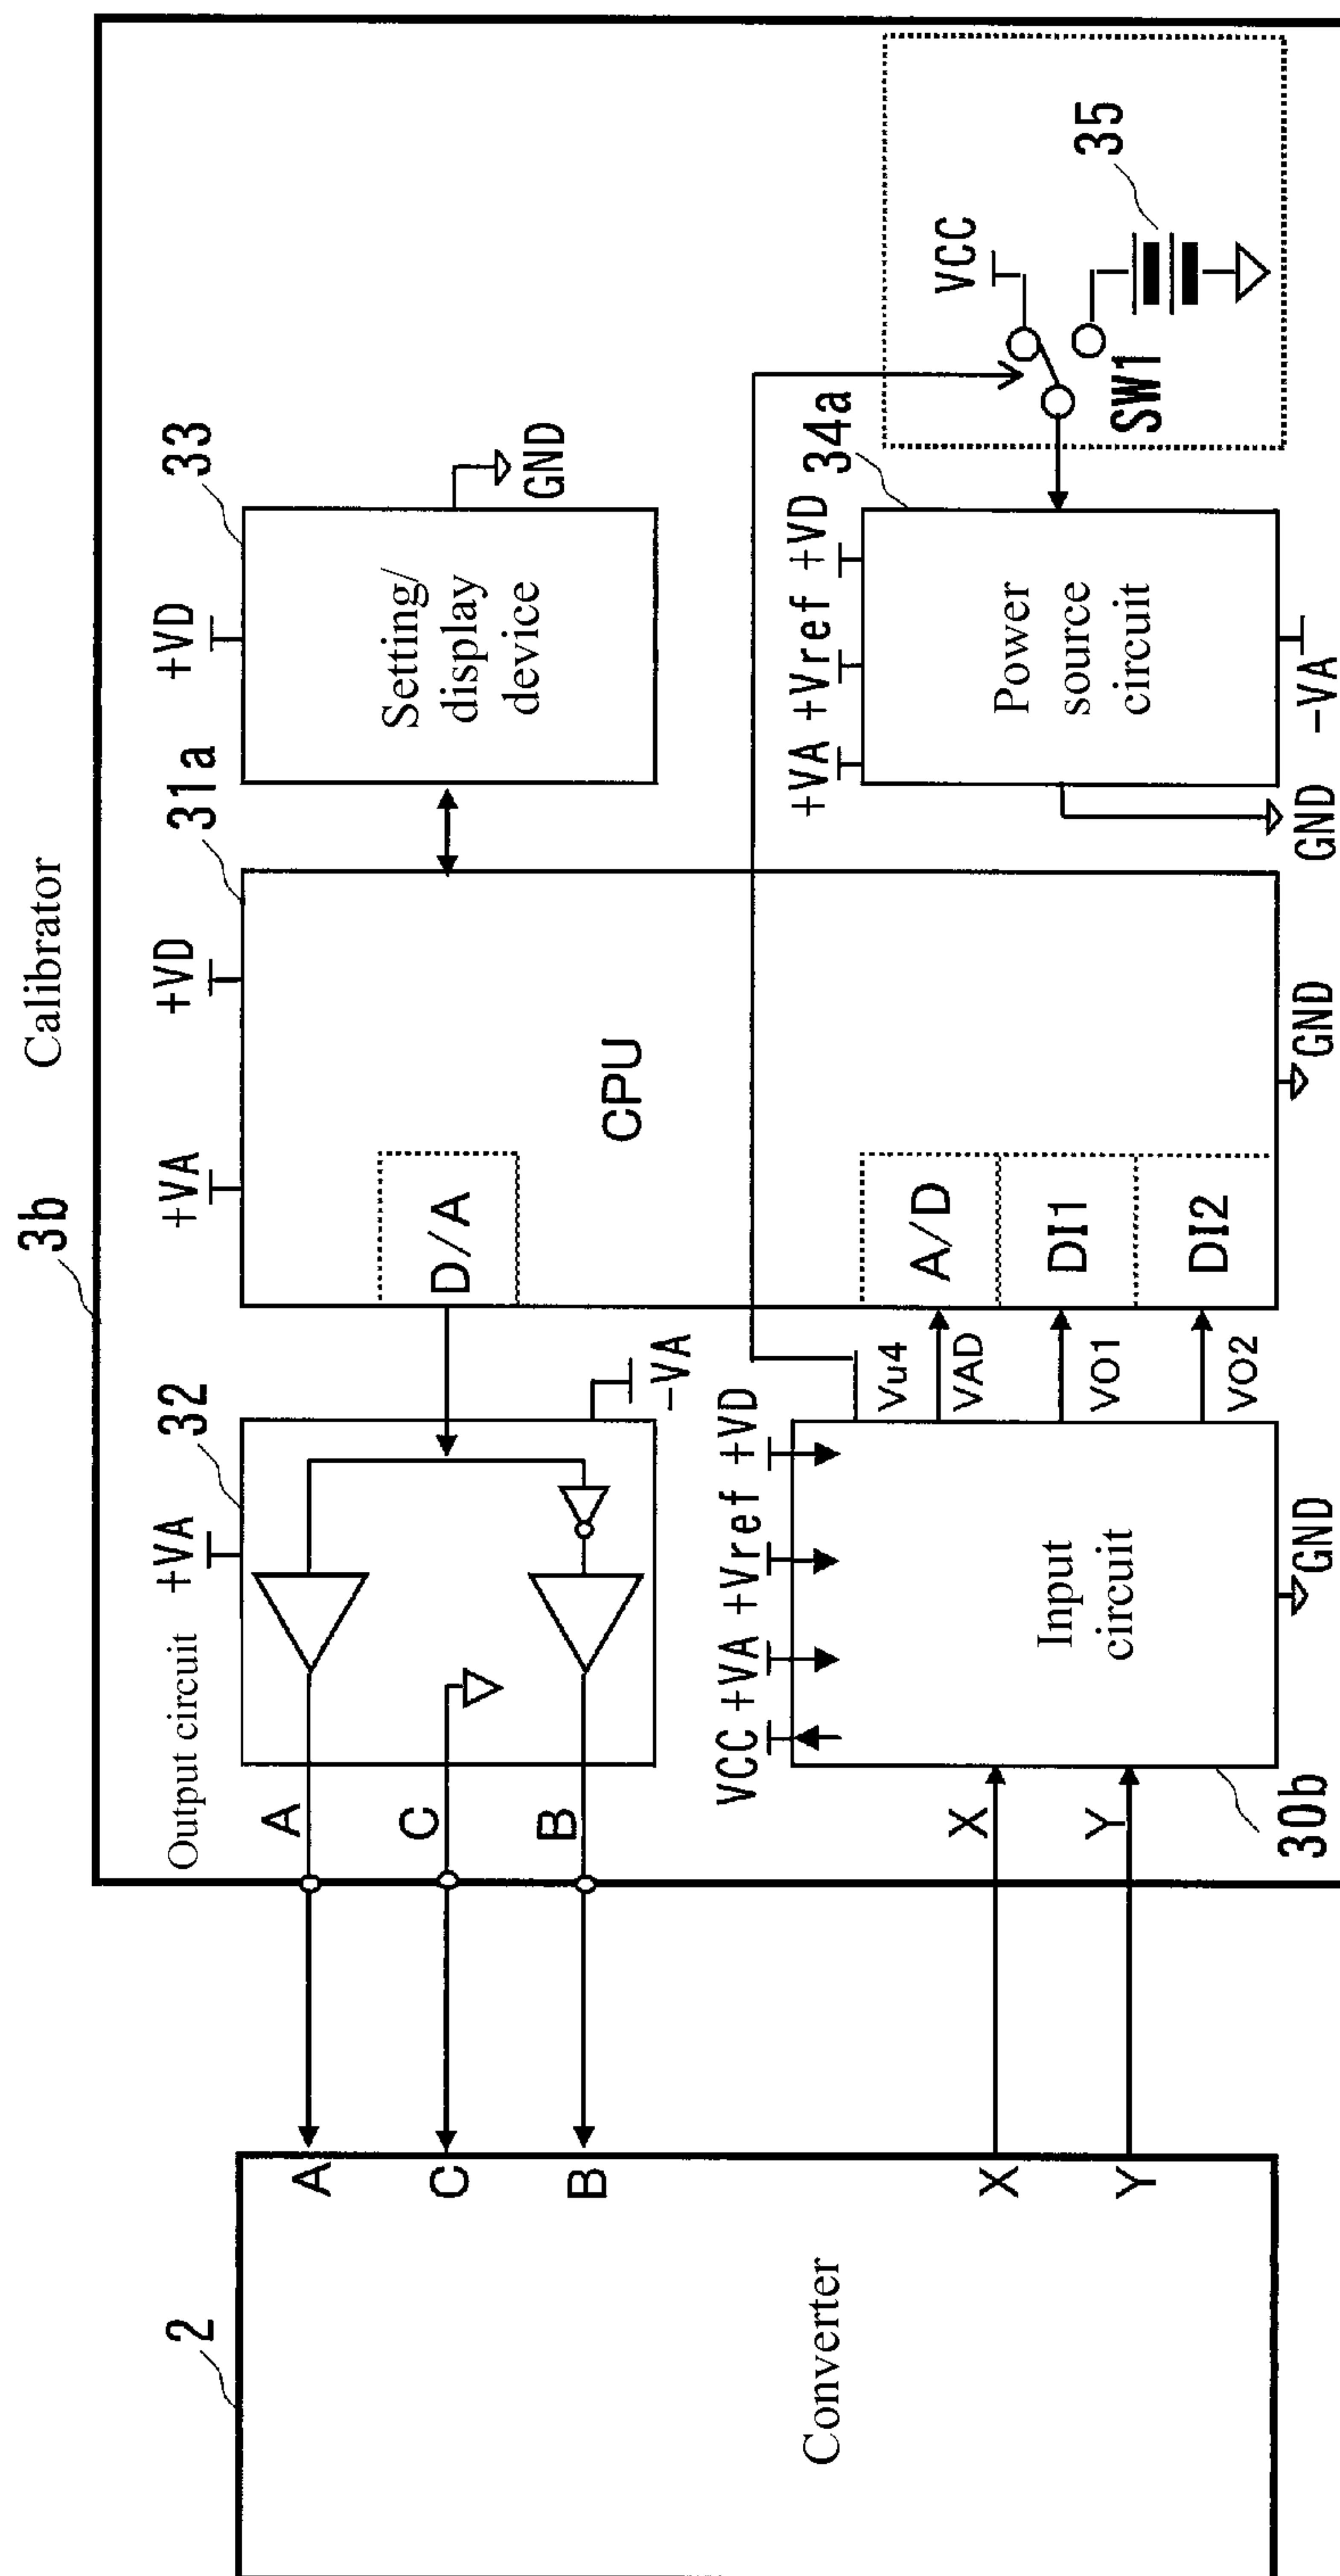 Calibrator
3b
2
Converter
A
C
B
X
Y
Output circuit
A
C
B
X
Y
+VA
32
-VA
VCC +VA +Vref +VD
Input
circuit
30b
GND
Vu4
VAD
VO1
VO2
+VA
+VD
31a
D/A
CPU
A/D
DI1
DI2
GND
+VD
33
Setting/
display
device
GND
+VA +Vref +VD
34a
Power
source
circuit
GND
-VA
VCC
SW1
35